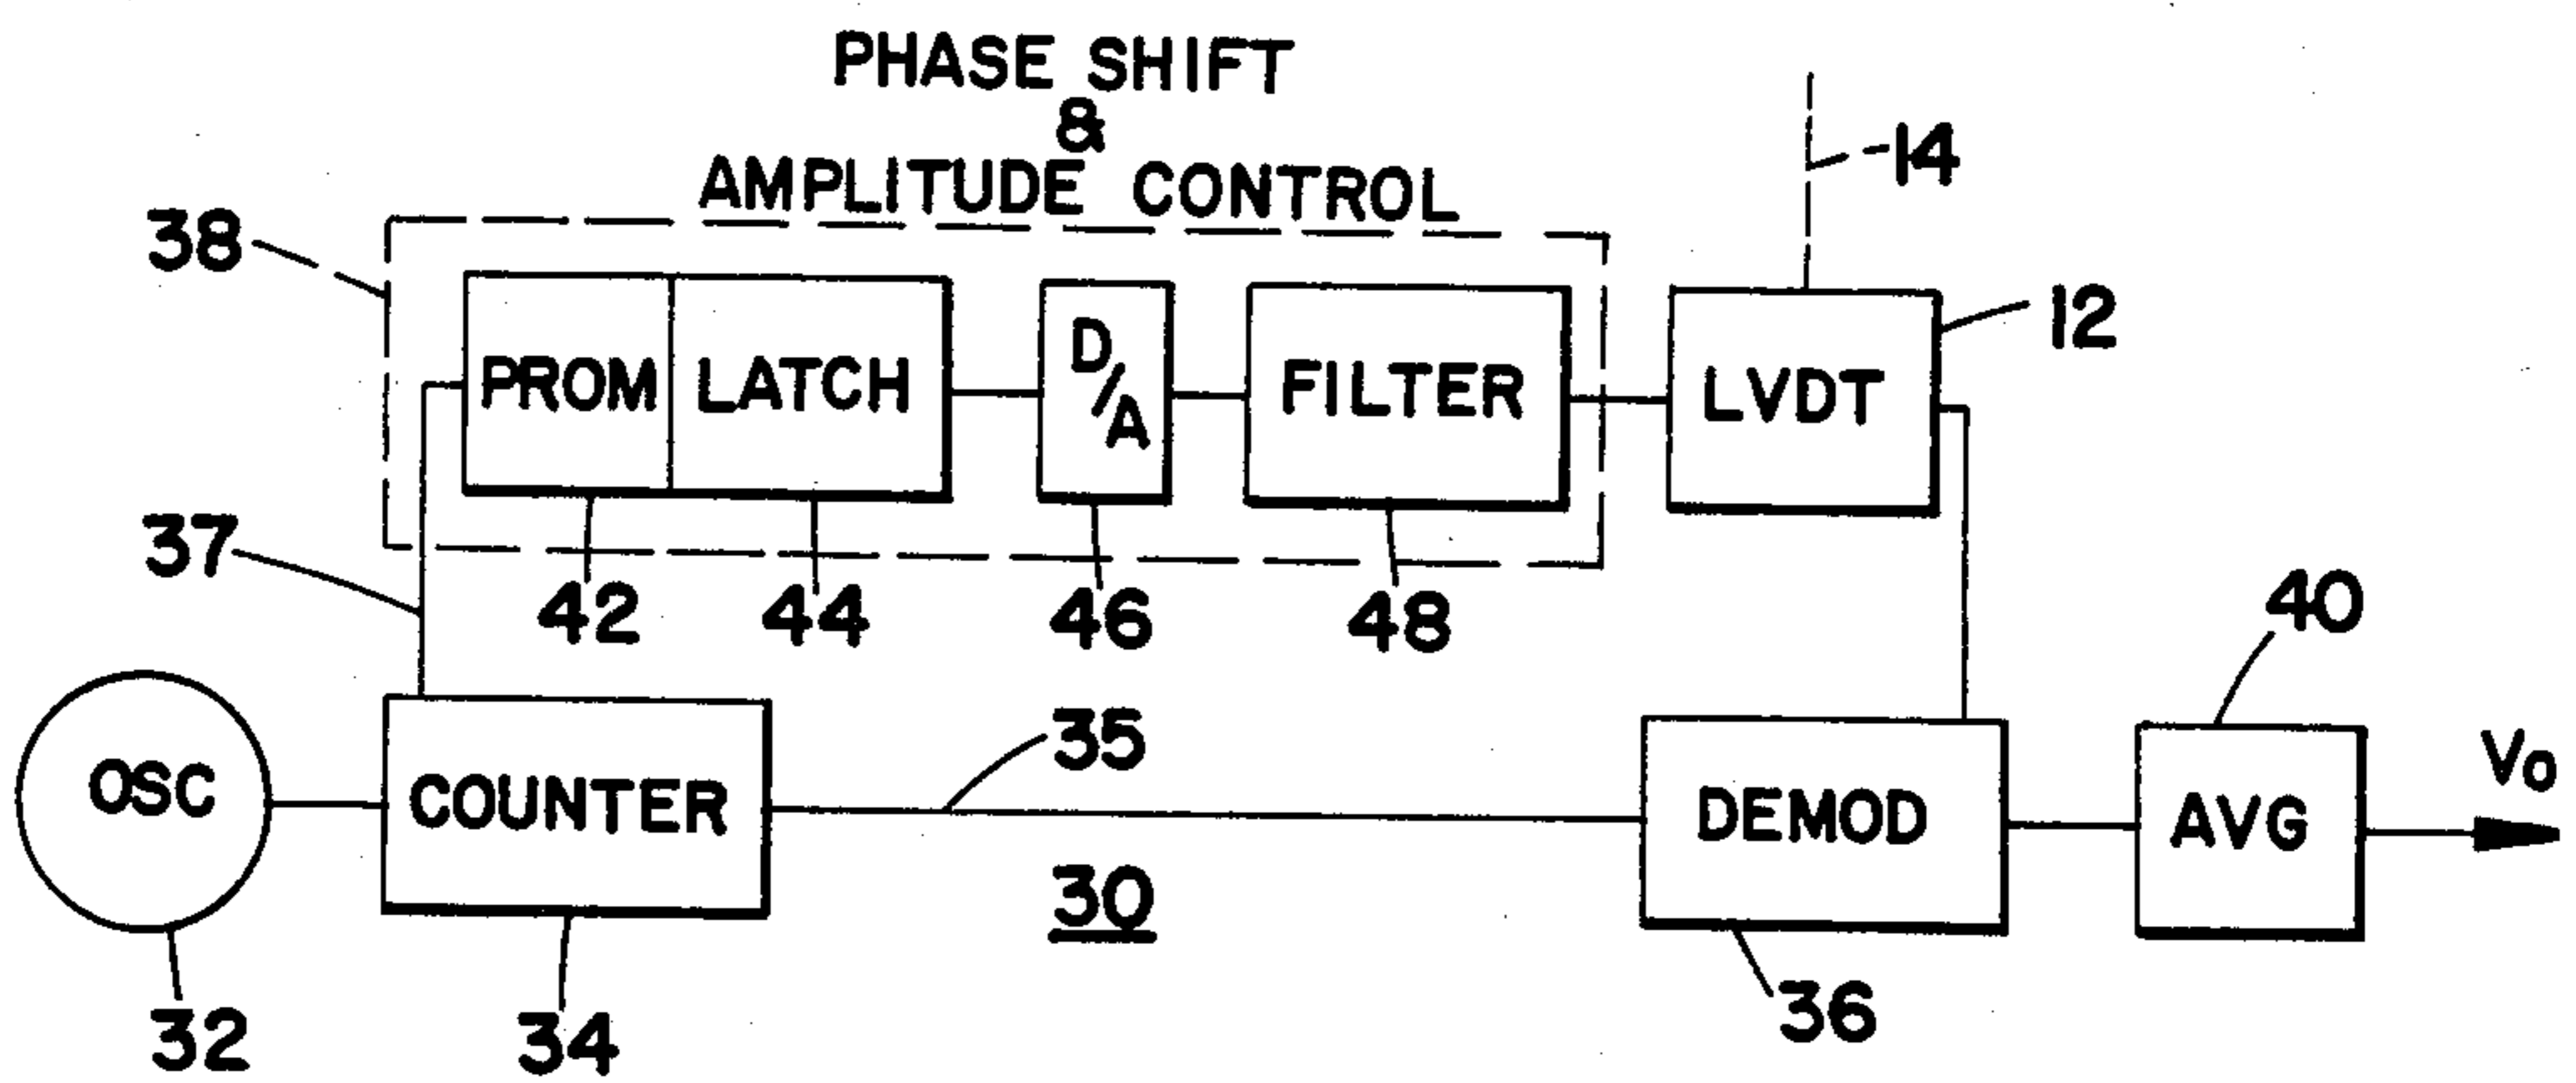 PHASE SHIFT
&
AMPLITUDE CONTROL
14
38
12
PROM
LATCH
D/A
FILTER
LVDT
37
42
44
46
48
40
OSC
COUNTER
35
DEMOD
AVG
Vo
30
32
34
36